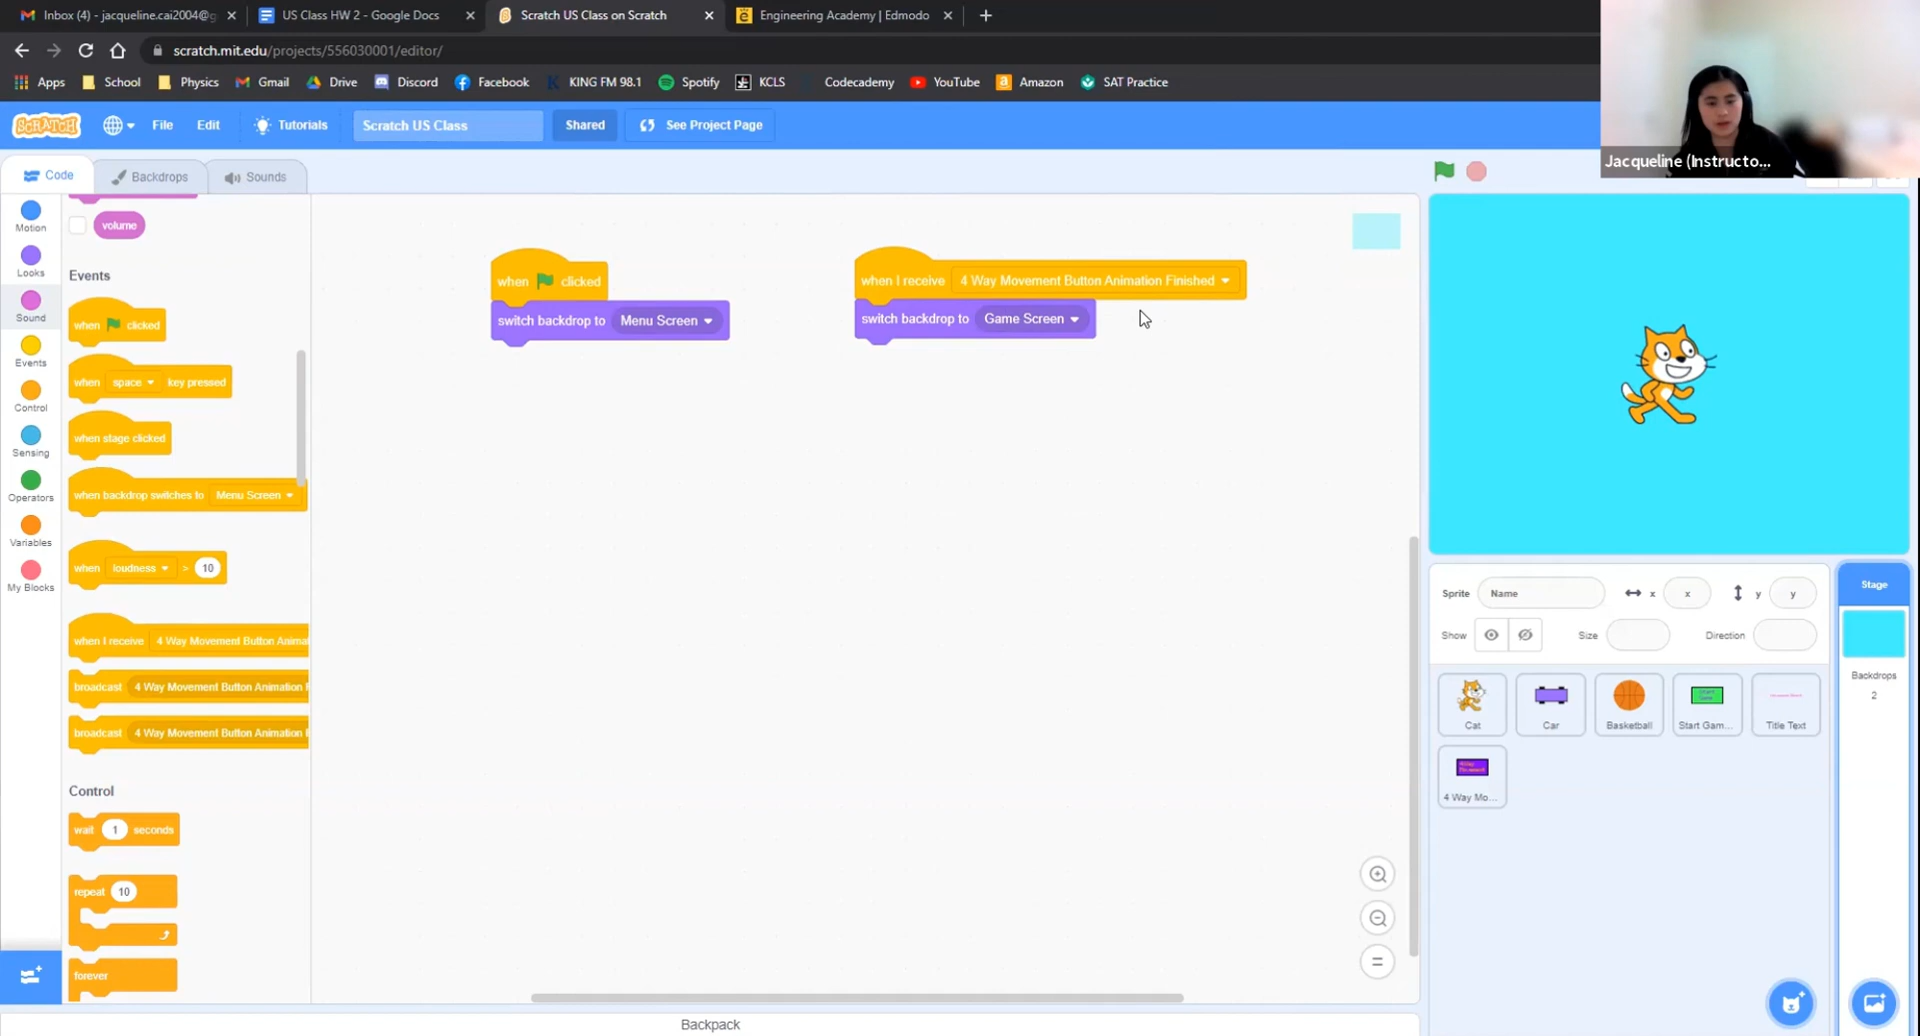 Inbox (4) - jacqueline.cai2004@g
US Class HW 2 - Google Docs
Scratch US Class on Scratch
Engineering Academy | Edmodo
scratch.mit.edu/projects/556030001/editor/
Apps School Physics Gmail Drive Discord Facebook KING FM 98.1 Spotify KCLS Codecademy YouTube Amazon SAT Practice
SCRATCH File Edit Tutorials Scratch US Class Shared See Project Page
Jacqueline (Instructo...
Code Backdrops Sounds
Motion
Looks
Sound
Events
Control
Sensing
Operators
Variables
My Blocks
volume
Events
when clicked
when space key pressed
when stage clicked
when backdrop switches to Menu Screen
when loudness > 10
when I receive 4 Way Movement Button Anima
broadcast 4 Way Movement Button Animation F
broadcast 4 Way Movement Button Animation F
Control
wait 1 seconds
repeat 10
forever
when clicked
switch backdrop to Menu Screen
when I receive 4 Way Movement Button Animation Finished
switch backdrop to Game Screen
Sprite Name x x y y
Show Size Direction
Stage
Backdrops
2
Cat Car Basketball Start Gam... Title Text
4 Way Mo...
Backpack